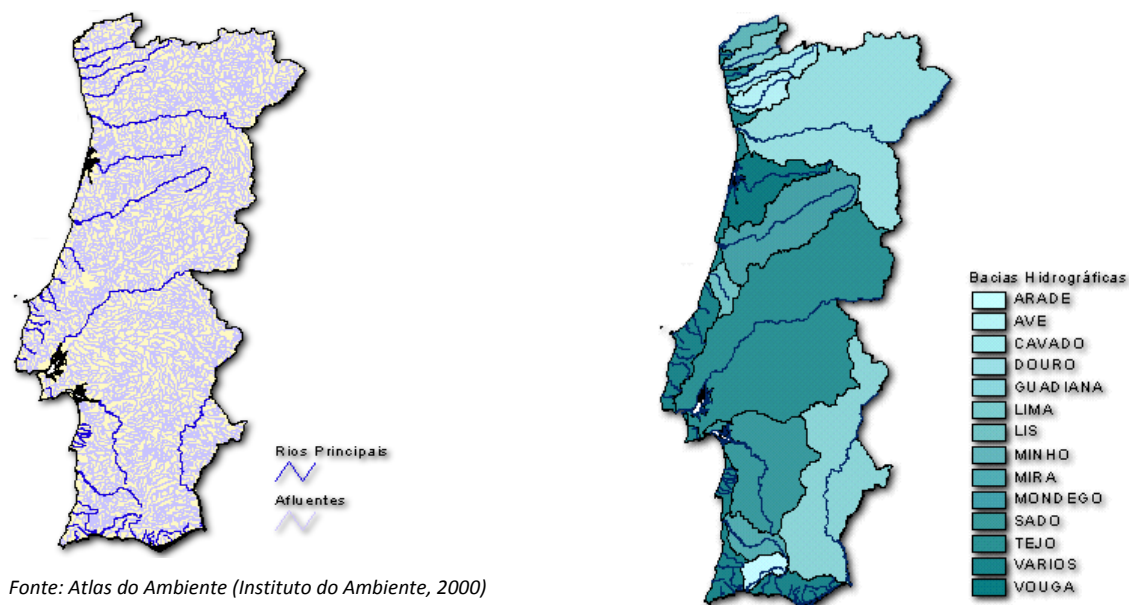 Rios Principais
Afluentes
Fonte: Atlas do Ambiente (Instituto do Ambiente, 2000)
Bacias Hidrográficas
ARADE
AVE
CAVADO
DOURO
GUADIANA
LIMA
LIS
MINHO
MIRA
MONDEGO
SADO
TEJO
VARIOS
VOUGA